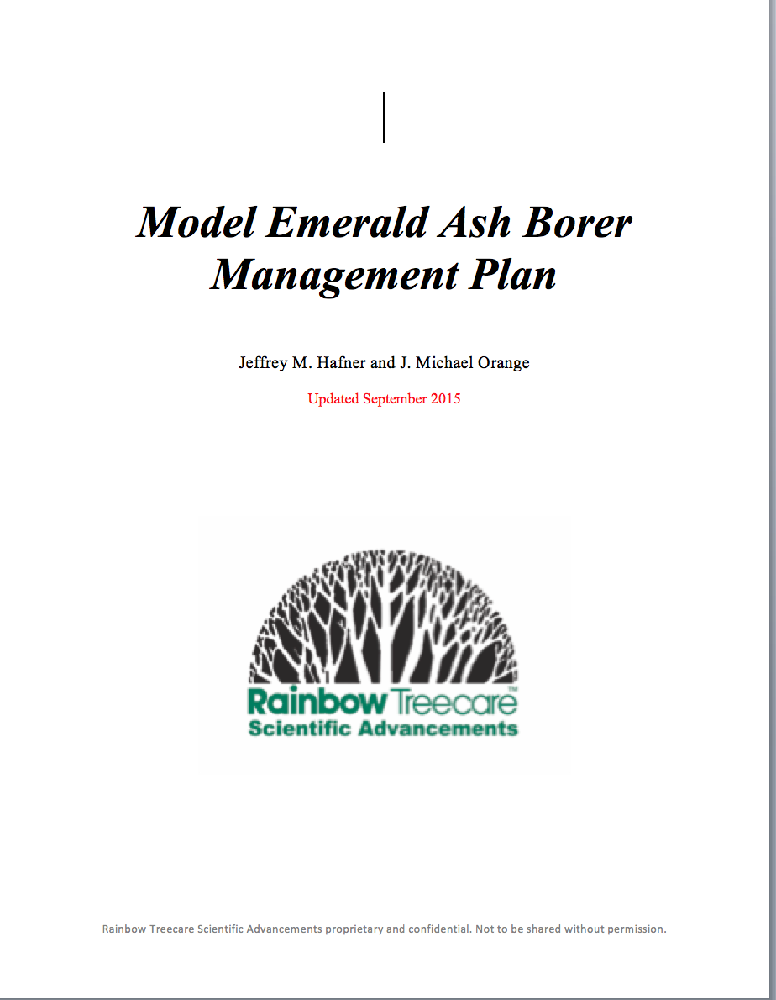 Model Emerald Ash Borer
Management Plan
Jeffrey M. Hafner and J. Michael Orange
Updated September 2015
Rainbow Treecare™
Scientific Advancements
Rainbow Treecare Scientific Advancements proprietary and confidential. Not to be shared without permission.